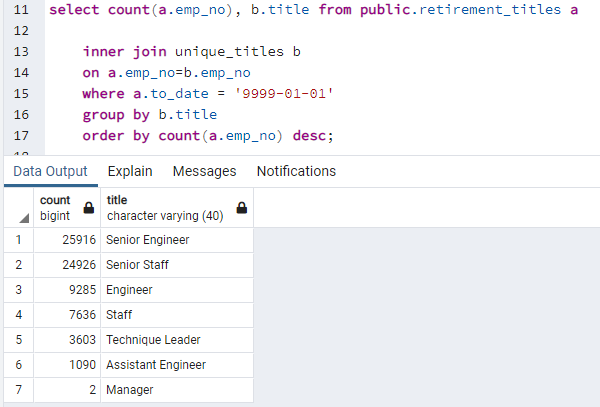 11 select count(a.emp_no), b.title from public.retirement_titles a
12
13 inner join unique_titles b
14 on a.emp_no=b.emp_no
15 where a.to_date = '9999-01-01'
16 group by b.title
17 order by count(a.emp_no) desc;
Data Output Explain Messages Notifications
count title
bigint character varying (40)
1 25916 Senior Engineer
2 24926 Senior Staff
3 9285 Engineer
4 7636 Staff
5 3603 Technique Leader
6 1090 Assistant Engineer
7 2 Manager